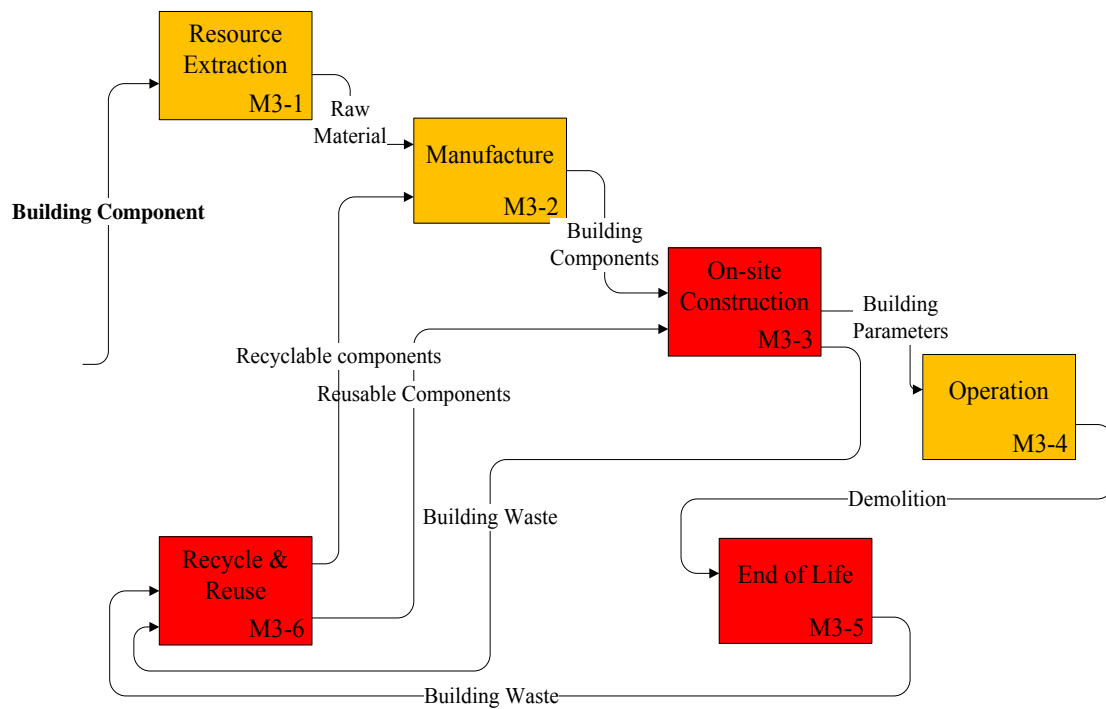 Resource
Extraction
M3-1
Raw
Material
Manufacture
M3-2
Building Component
Building
Components
On-site
Construction
M3-3
Building
Parameters
Recyclable components
Reusable Components
Operation
M3-4
Demolition
Building Waste
Recycle &
Reuse
M3-6
End of Life
M3-5
Building Waste